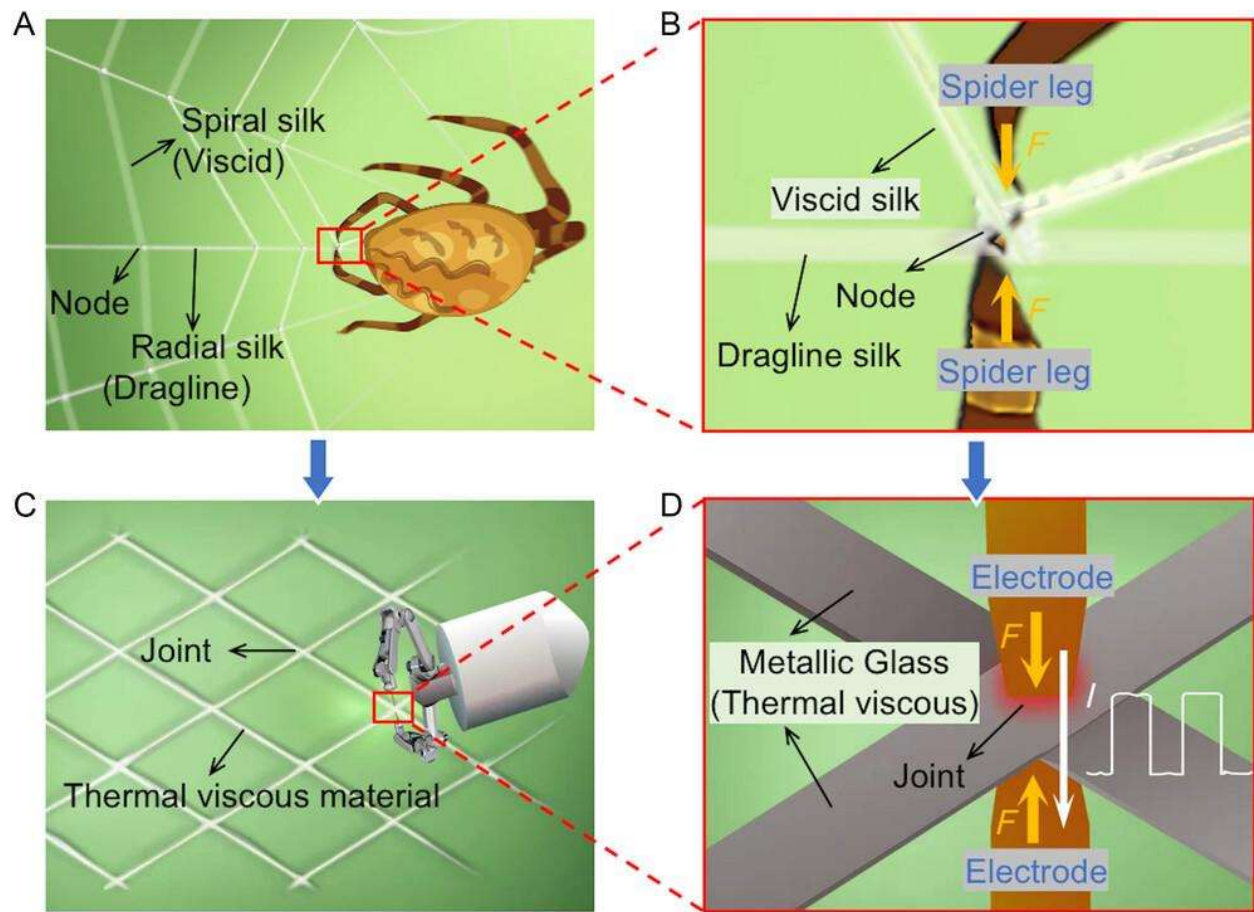 A
Spiral silk
(Viscid)
Node
Radial silk
(Dragline)
B
Spider leg
F
Viscid silk
Node
F
Dragline silk
Spider leg
C
Joint
Thermal viscous material
D
Electrode
F
Metallic Glass
(Thermal viscous)
I
Joint
F
Electrode